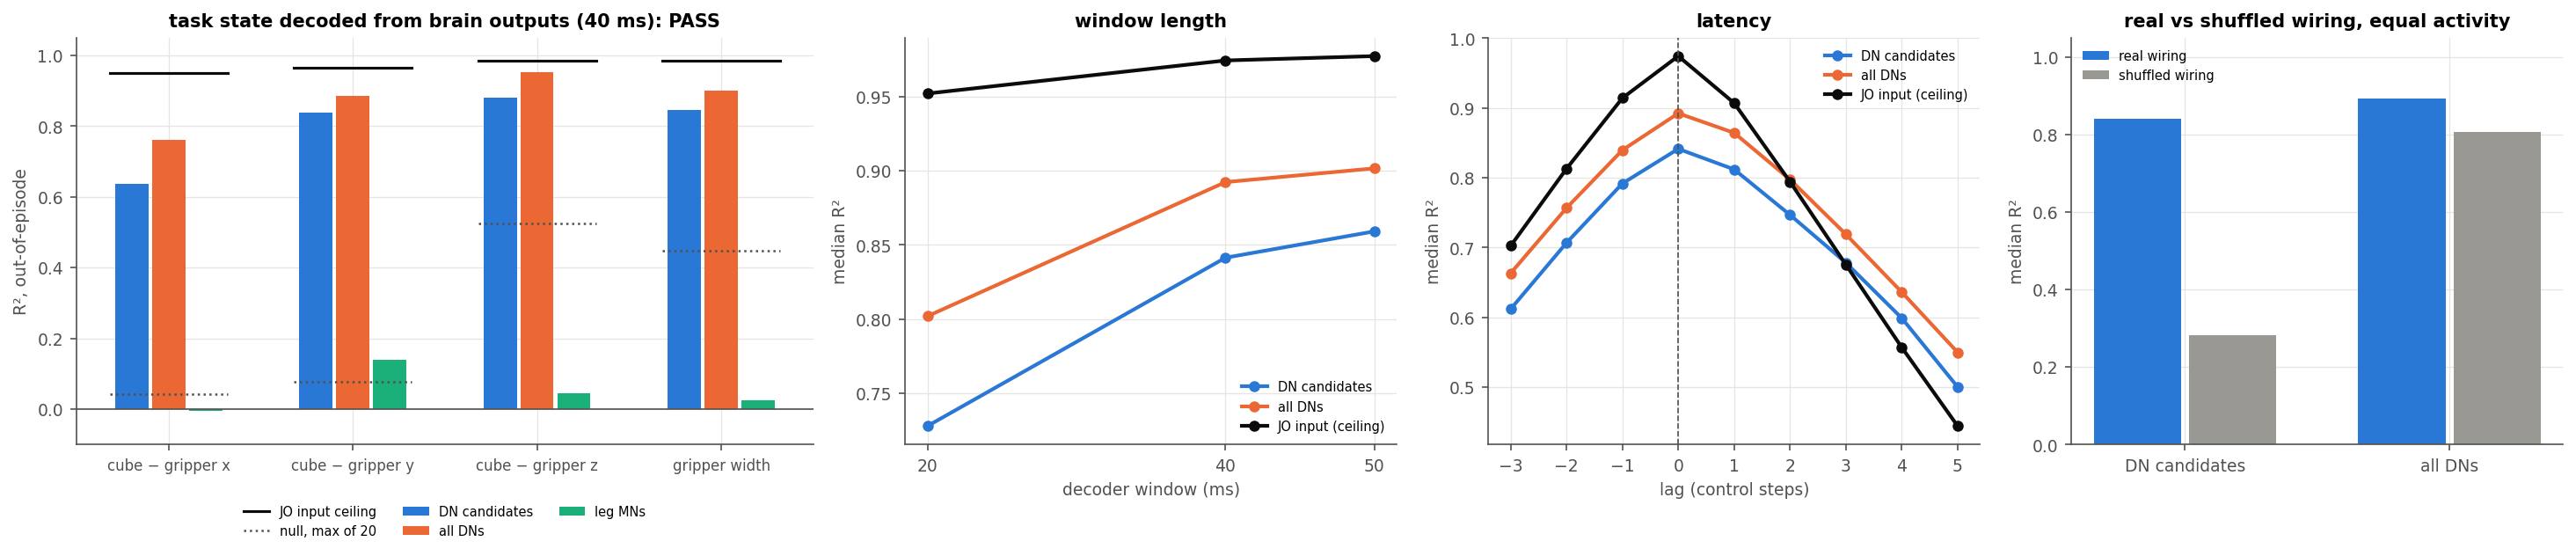 task state decoded from brain outputs (40 ms): PASS
R², out-of-episode
1.0
0.8
0.6
0.4
0.2
0.0
cube − gripper x
cube − gripper y
cube − gripper z
gripper width
JO input ceiling
null, max of 20
DN candidates
all DNs
leg MNs
window length
median R²
0.95
0.90
0.85
0.80
0.75
20
40
50
decoder window (ms)
DN candidates
all DNs
JO input (ceiling)
latency
median R²
1.0
0.9
0.8
0.7
0.6
0.5
−3
−2
−1
0
1
2
3
4
5
lag (control steps)
DN candidates
all DNs
JO input (ceiling)
real vs shuffled wiring, equal activity
median R²
1.0
0.8
0.6
0.4
0.2
0.0
real wiring
shuffled wiring
DN candidates
all DNs